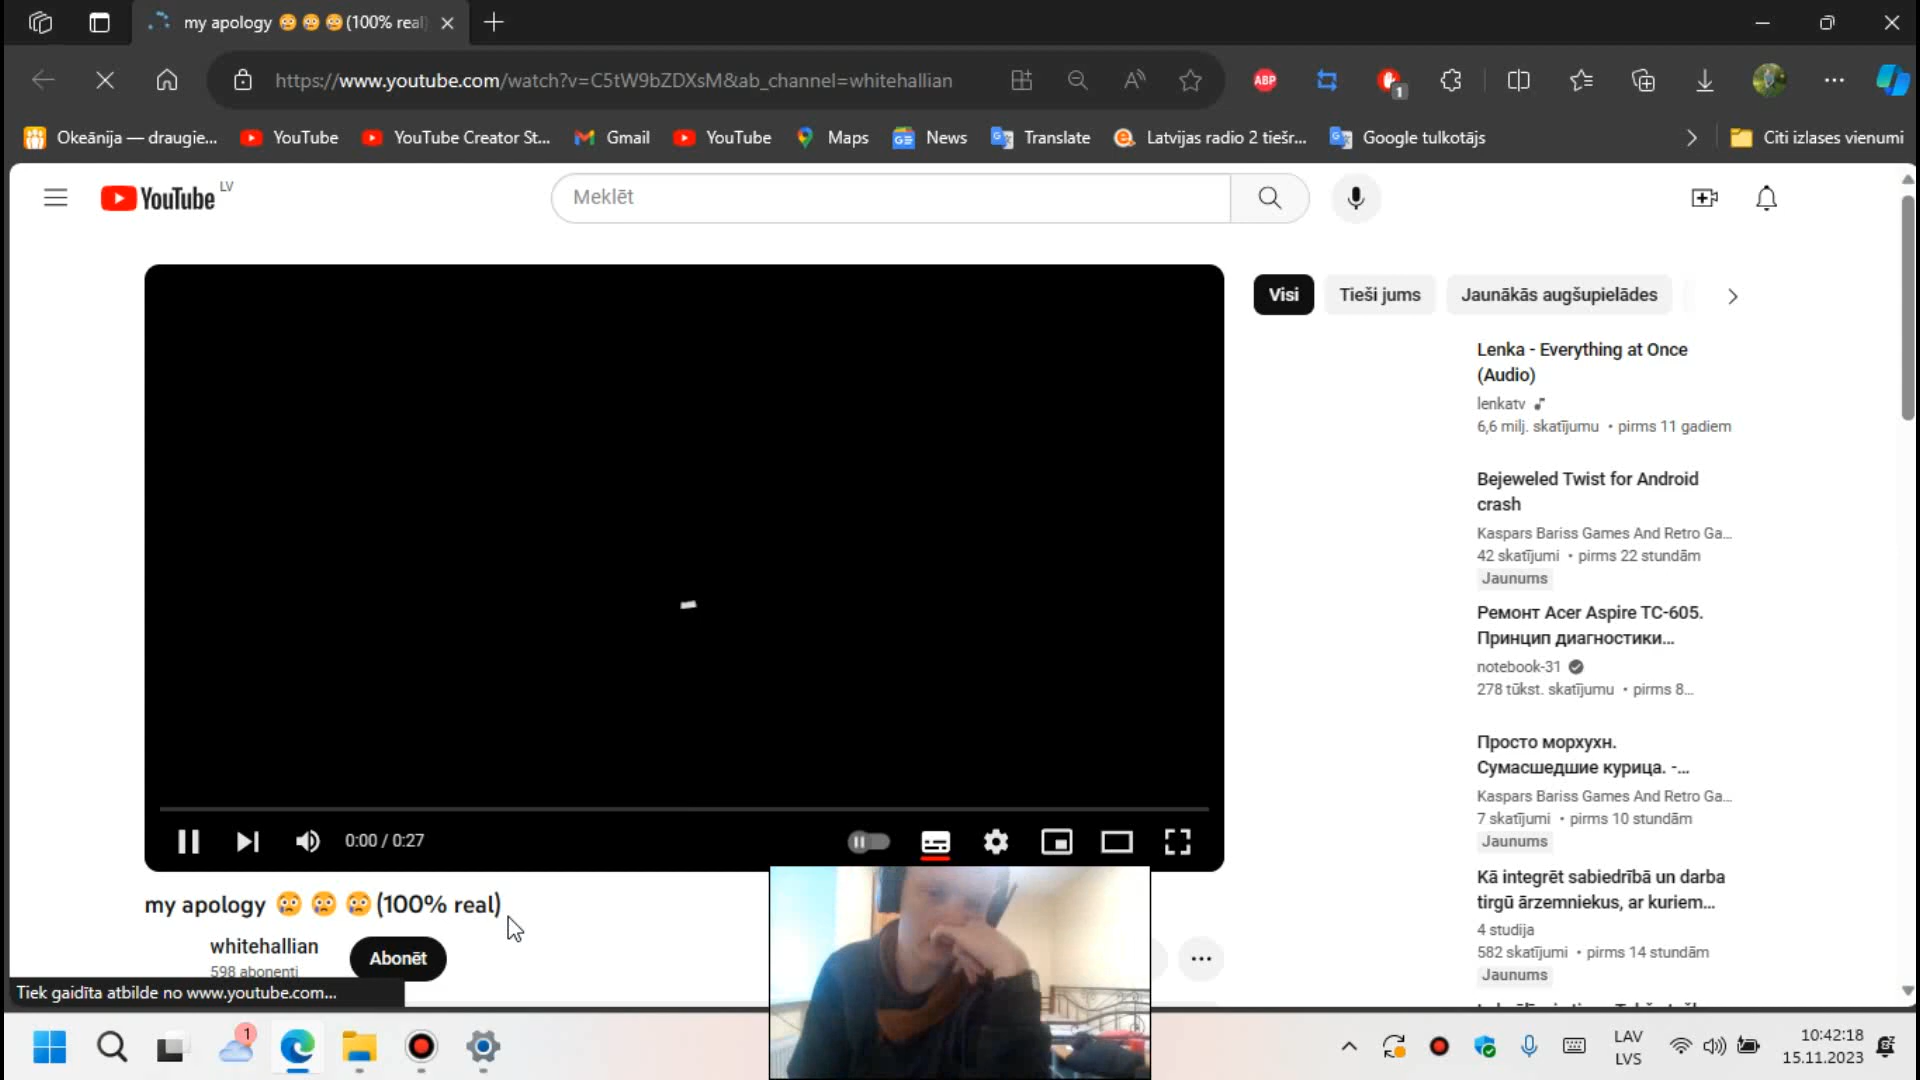 my apology 😳😳😳(100% real)
https://www.youtube.com/watch?v=C5tW9bZDXsM&ab_channel=whitehallian
ABP
1
Okeānija — draugie...
YouTube
YouTube Creator St...
Gmail
YouTube
Maps
News
Translate
Latvijas radio 2 tiešr...
Google tulkotājs
Citi izlases vienumi
YouTube LV
Meklēt
Visi
Tieši jums
Jaunākās augšupielādes
Lenka - Everything at Once
(Audio)
lenkatv
6,6 milj. skatījumu • pirms 11 gadiem
Bejeweled Twist for Android
crash
Kaspars Bariss Games And Retro Ga...
42 skatījumi • pirms 22 stundām
Jaunums
Ремонт Acer Aspire TC-605.
Принцип диагностики...
notebook-31
278 tūkst. skatījumu • pirms 8...
Просто морхухн.
Сумасшедшие курица. -...
Kaspars Bariss Games And Retro Ga...
7 skatījumi • pirms 10 stundām
Jaunums
Kā integrēt sabiedrībā un darba
tirgū ārzemniekus, ar kuriem...
4 studija
582 skatījumi • pirms 14 stundām
Jaunums
0:00 / 0:27
my apology 😢😢😢(100% real)
whitehallian
598 abonenti
Abonēt
Tiek gaidīta atbilde no www.youtube.com...
1
LAV
LVS
10:42:18
15.11.2023